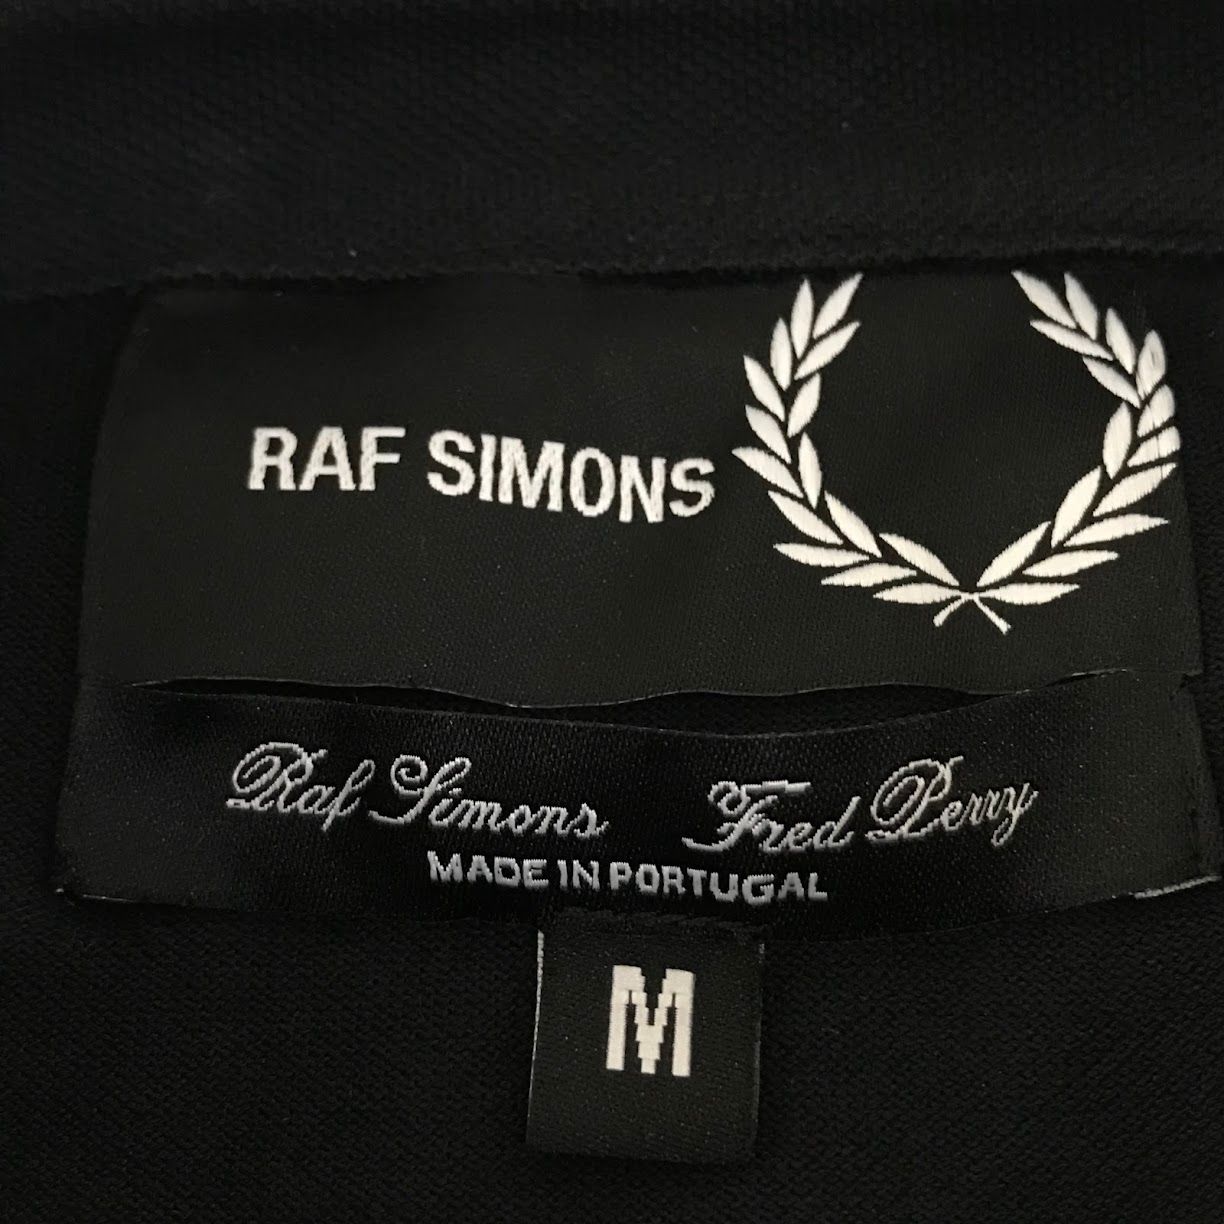 RAF SIMONS
Raf Simons Fred Perry
MADE IN PORTUGAL
M